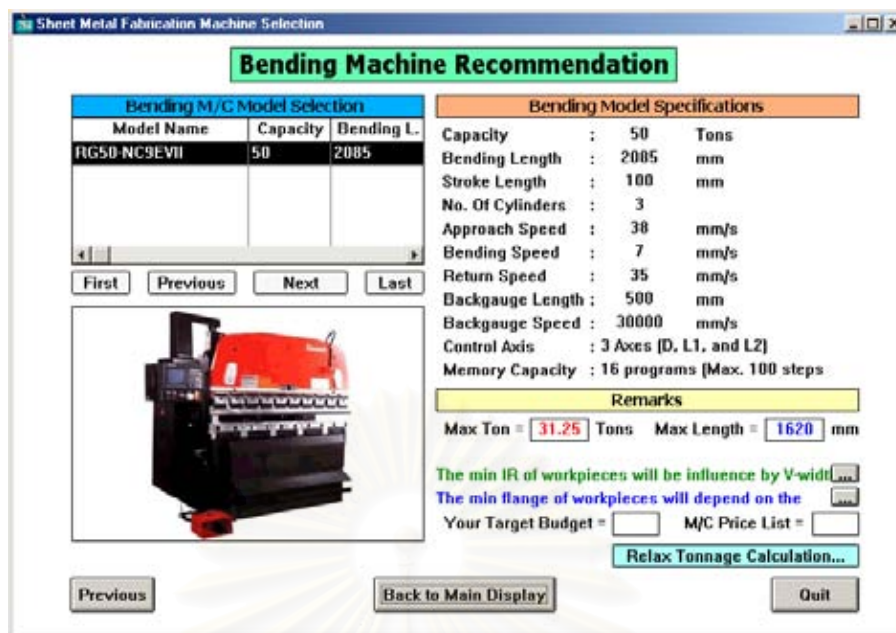 Sheet Metal Fabrication Machine Selection
Bending Machine Recommendation
Bending M/C Model Selection
Model Name Capacity Bending L.
RG50-NC9EVII 50 2085
First Previous Next Last
Bending Model Specifications
Capacity : 50 Tons
Bending Length : 2085 mm
Stroke Length : 100 mm
No. Of Cylinders : 3
Approach Speed : 38 mm/s
Bending Speed : 7 mm/s
Return Speed : 35 mm/s
Backgauge Length : 500 mm
Backgauge Speed : 30000 mm/s
Control Axis : 3 Axes (D, L1, and L2)
Memory Capacity : 16 programs (Max. 100 steps
Remarks
Max Ton = 31.25 Tons Max Length = 1620 mm
The min IR of workpieces will be influence by V-widt ...
The min flange of workpieces will depend on the ...
Your Target Budget = M/C Price List =
Relax Tonnage Calculation...
Previous Back to Main Display Quit